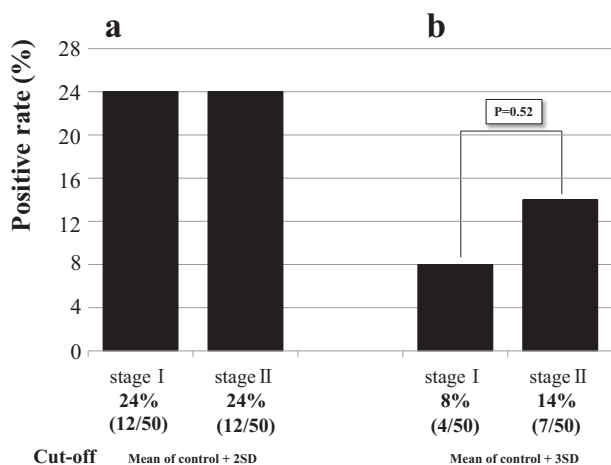 a b
Positive rate (%)
28
24
20
16
12
8
4
0
P=0.52
stage I stage II stage I stage II
24% 24% 8% 14%
(12/50) (12/50) (4/50) (7/50)
Cut-off Mean of control + 2SD Mean of control + 3SD